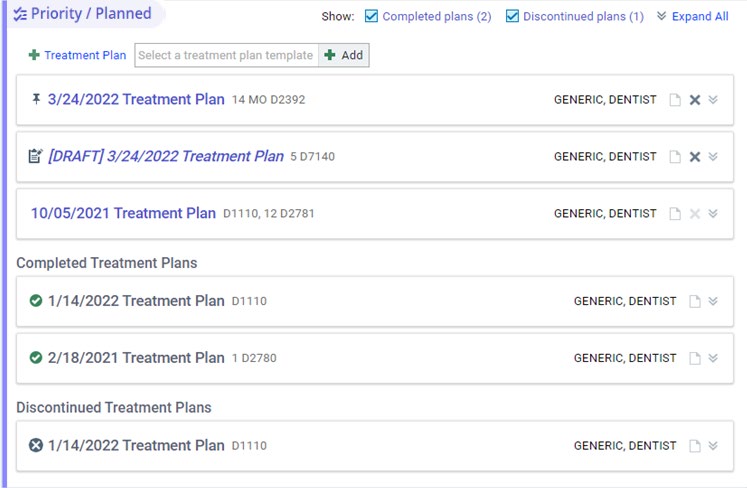 Priority / Planned
Show: Completed plans (2) Discontinued plans (1) Expand All
Treatment Plan Select a treatment plan template Add
3/24/2022 Treatment Plan 14 MO D2392 GENERIC, DENTIST
[DRAFT] 3/24/2022 Treatment Plan 5 D7140 GENERIC, DENTIST
10/05/2021 Treatment Plan D1110, 12 D2781 GENERIC, DENTIST
Completed Treatment Plans
1/14/2022 Treatment Plan D1110 GENERIC, DENTIST
2/18/2021 Treatment Plan 1 D2780 GENERIC, DENTIST
Discontinued Treatment Plans
1/14/2022 Treatment Plan D1110 GENERIC, DENTIST